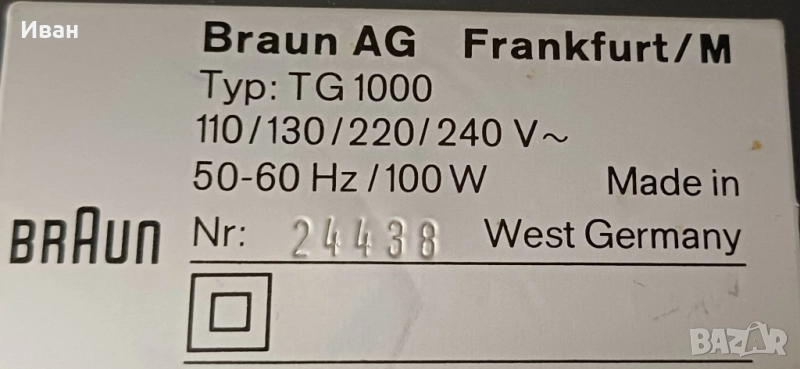 Иван
Braun AG Frankfurt/M
Typ: TG 1000
110/130/220/240 V~
50-60 Hz/100 W Made in
BRAUN Nr: 24438 West Germany
BAZAR